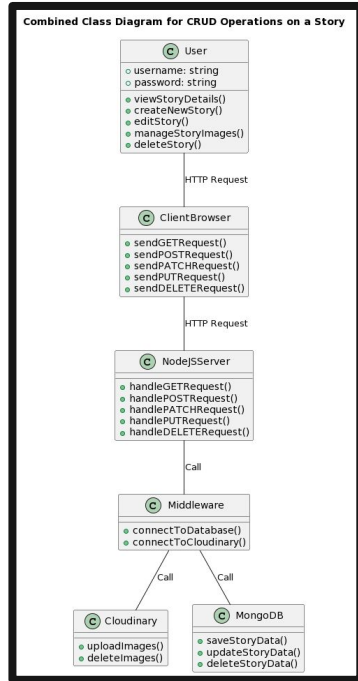 Combined Class Diagram for CRUD Operations on a Story
C User
username: string
password: string
viewStoryDetails()
createNewStory()
editStory()
manageStoryImages()
deleteStory()
HTTP Request
C ClientBrowser
sendGETRequest()
sendPOSTRequest()
sendPATCHRequest()
sendPUTRequest()
sendDELETERequest()
HTTP Request
C NodeJSServer
handleGETRequest()
handlePOSTRequest()
handlePATCHRequest()
handlePUTRequest()
handleDELETERequest()
Call
C Middleware
connectToDatabase()
connectToCloudinary()
Call
Call
C Cloudinary
uploadImages()
deleteImages()
C MongoDB
saveStoryData()
updateStoryData()
deleteStoryData()